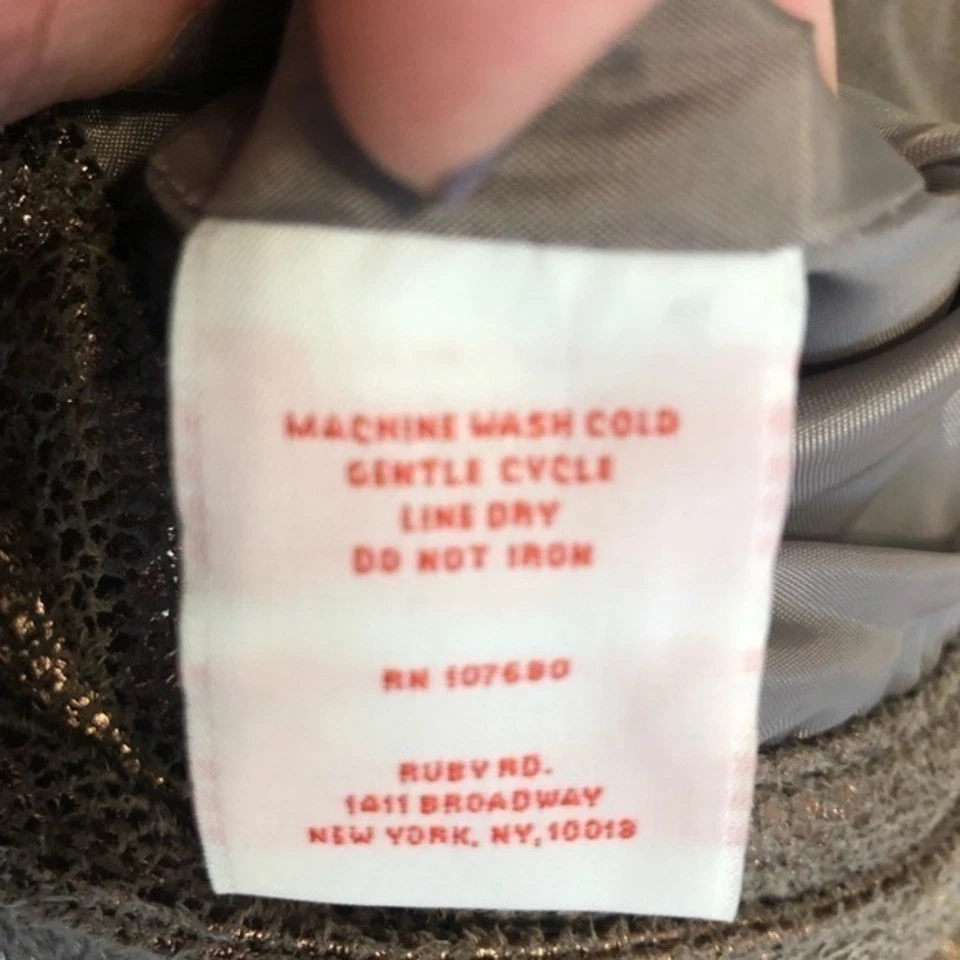 MACHINE WASH COLD
GENTLE CYCLE
LINE DRY
DO NOT IRON
RN 107680
RUBY RD.
1411 BROADWAY
NEW YORK, NY, 10018